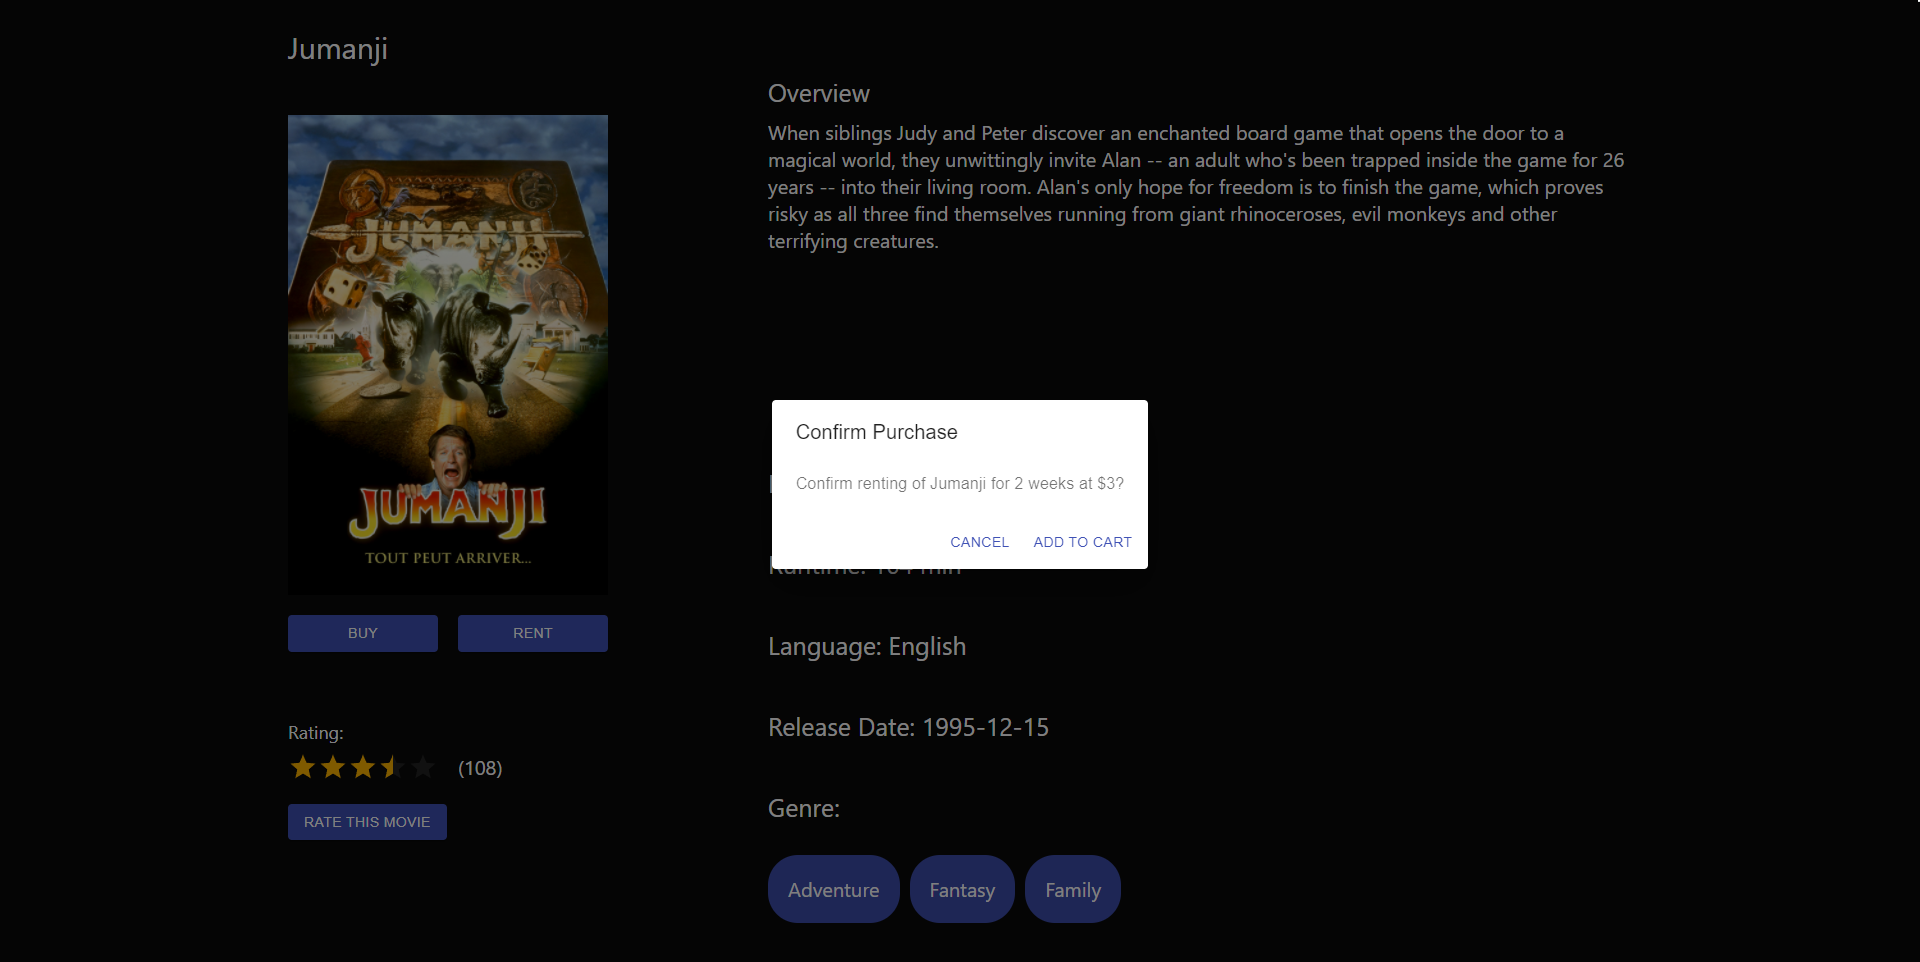 Jumanji
JUMANJI
JUMANJI
TOUT PEUT ARRIVER...
BUY
RENT
Rating:
(108)
RATE THIS MOVIE
Overview
When siblings Judy and Peter discover an enchanted board game that opens the door to a
magical world, they unwittingly invite Alan -- an adult who's been trapped inside the game for 26
years -- into their living room. Alan's only hope for freedom is to finish the game, which proves
risky as all three find themselves running from giant rhinoceroses, evil monkeys and other
terrifying creatures.
Confirm Purchase
Confirm renting of Jumanji for 2 weeks at $3?
CANCEL
ADD TO CART
Runtime: 104 min
Language: English
Release Date: 1995-12-15
Genre:
Adventure
Fantasy
Family